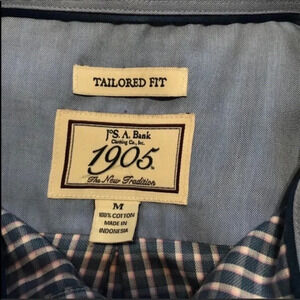 TAILORED FIT
JoS. A. Bank
Clothing Co., Inc.
1905
The New Tradition
M
100% COTTON
MADE IN
INDONESIA